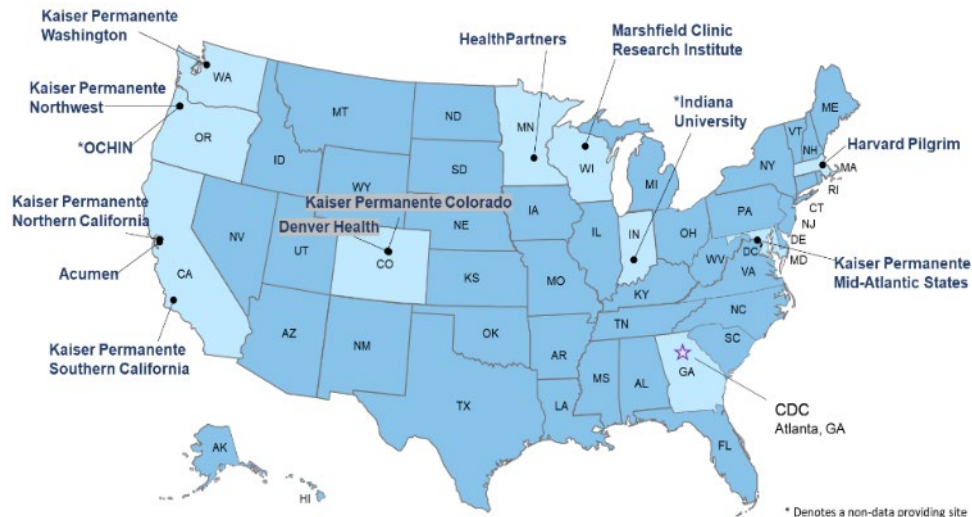 Kaiser Permanente
Washington
HealthPartners
Marshfield Clinic
Research Institute
Kaiser Permanente
Northwest
*OCHIN
*Indiana
University
Harvard Pilgrim
Kaiser Permanente
Northern California
Acumen
Kaiser Permanente Colorado
Denver Health
Kaiser Permanente
Mid-Atlantic States
Kaiser Permanente
Southern California
CDC
Atlanta, GA
WA
OR
CA
NV
ID
MT
WY
UT
CO
AZ
NM
ND
SD
NE
KS
OK
TX
MN
IA
MO
AR
LA
WI
IL
MI
IN
OH
KY
TN
MS
AL
GA
FL
SC
NC
VA
WV
DC
PA
NY
VT
NH
ME
MA
RI
CT
NJ
DE
MD
AK
HI
* Denotes a non-data providing site